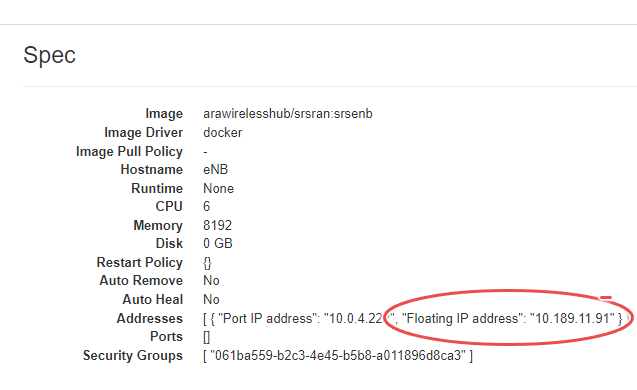 Spec
Image arawirelesshub/srsran:srsenb
Image Driver docker
Image Pull Policy -
Hostname eNB
Runtime None
CPU 6
Memory 8192
Disk 0 GB
Restart Policy {}
Auto Remove No
Auto Heal No
Addresses [ { "Port IP address": "10.0.4.22 ", "Floating IP address": "10.189.11.91" }
Ports []
Security Groups [ "061ba559-b2c3-4e45-b5b8-a011896d8ca3" ]